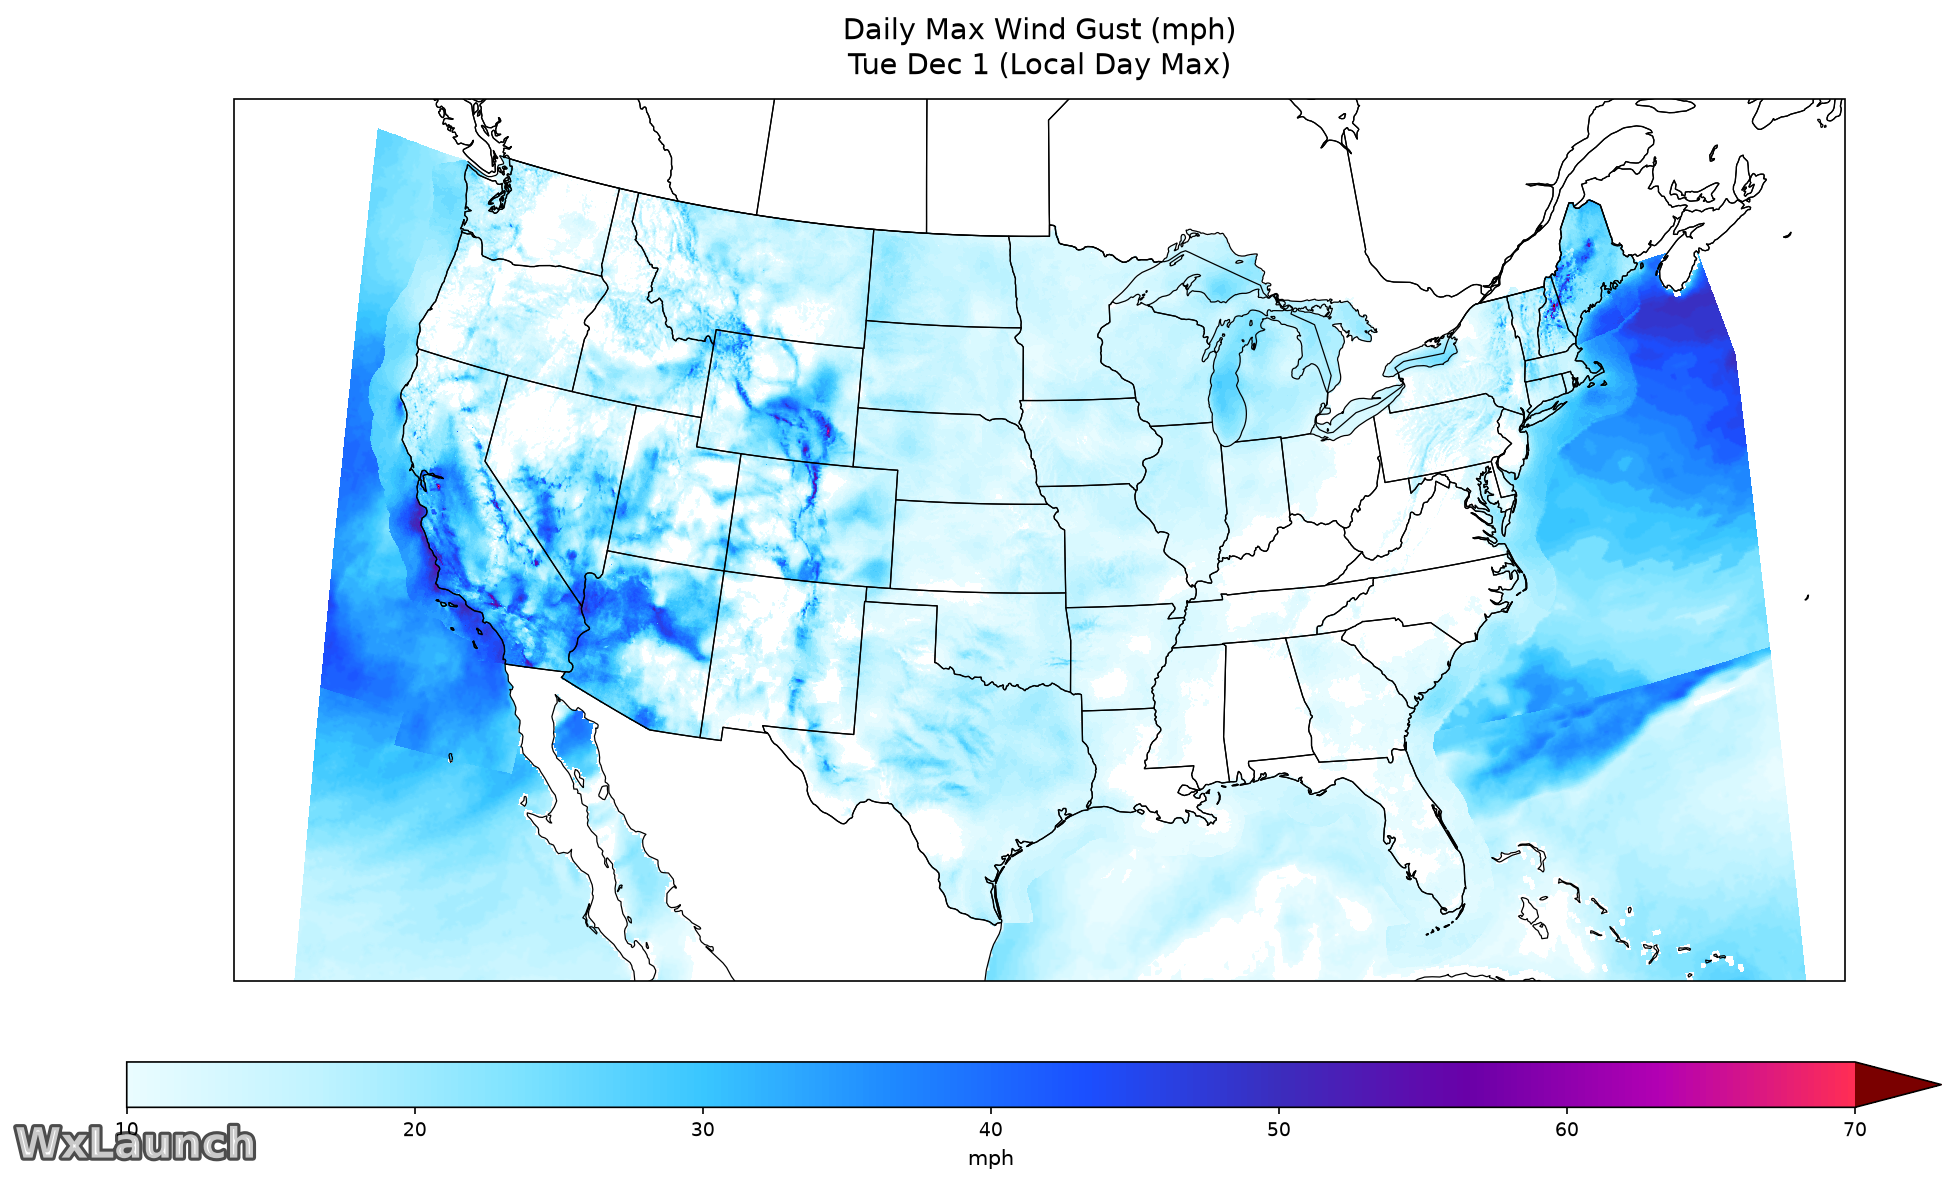 Daily Max Wind Gust (mph)
Tue Dec 1 (Local Day Max)
10 20 30 40 50 60 70
mph
WxLaunch